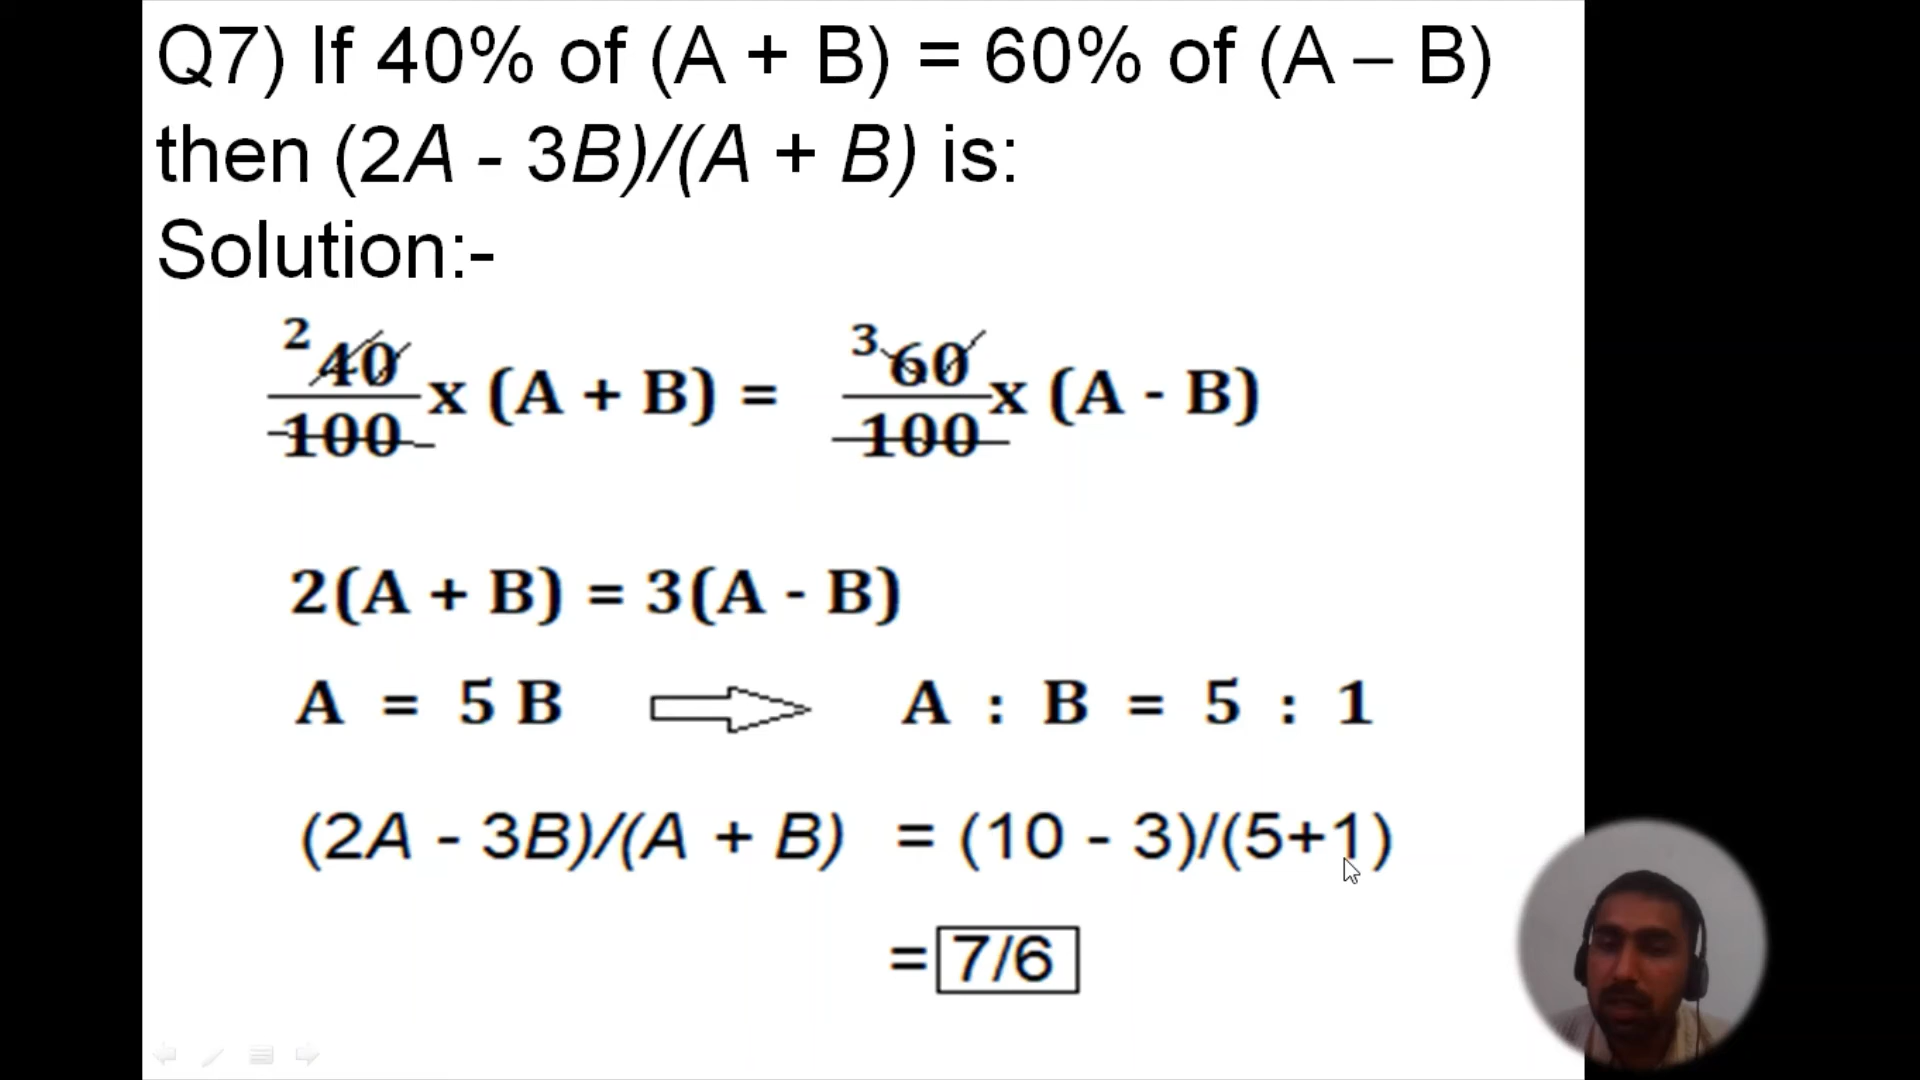 Q7) If 40% of (A + B) = 60% of (A – B)
then (2A - 3B)/(A + B) is:
Solution:-
2 40/100 x (A + B) = 3 60/100 x (A - B)
2(A + B) = 3(A - B)
A = 5 B ⇨ A : B = 5 : 1
(2A - 3B)/(A + B) = (10 - 3)/(5+1)
= 7/6